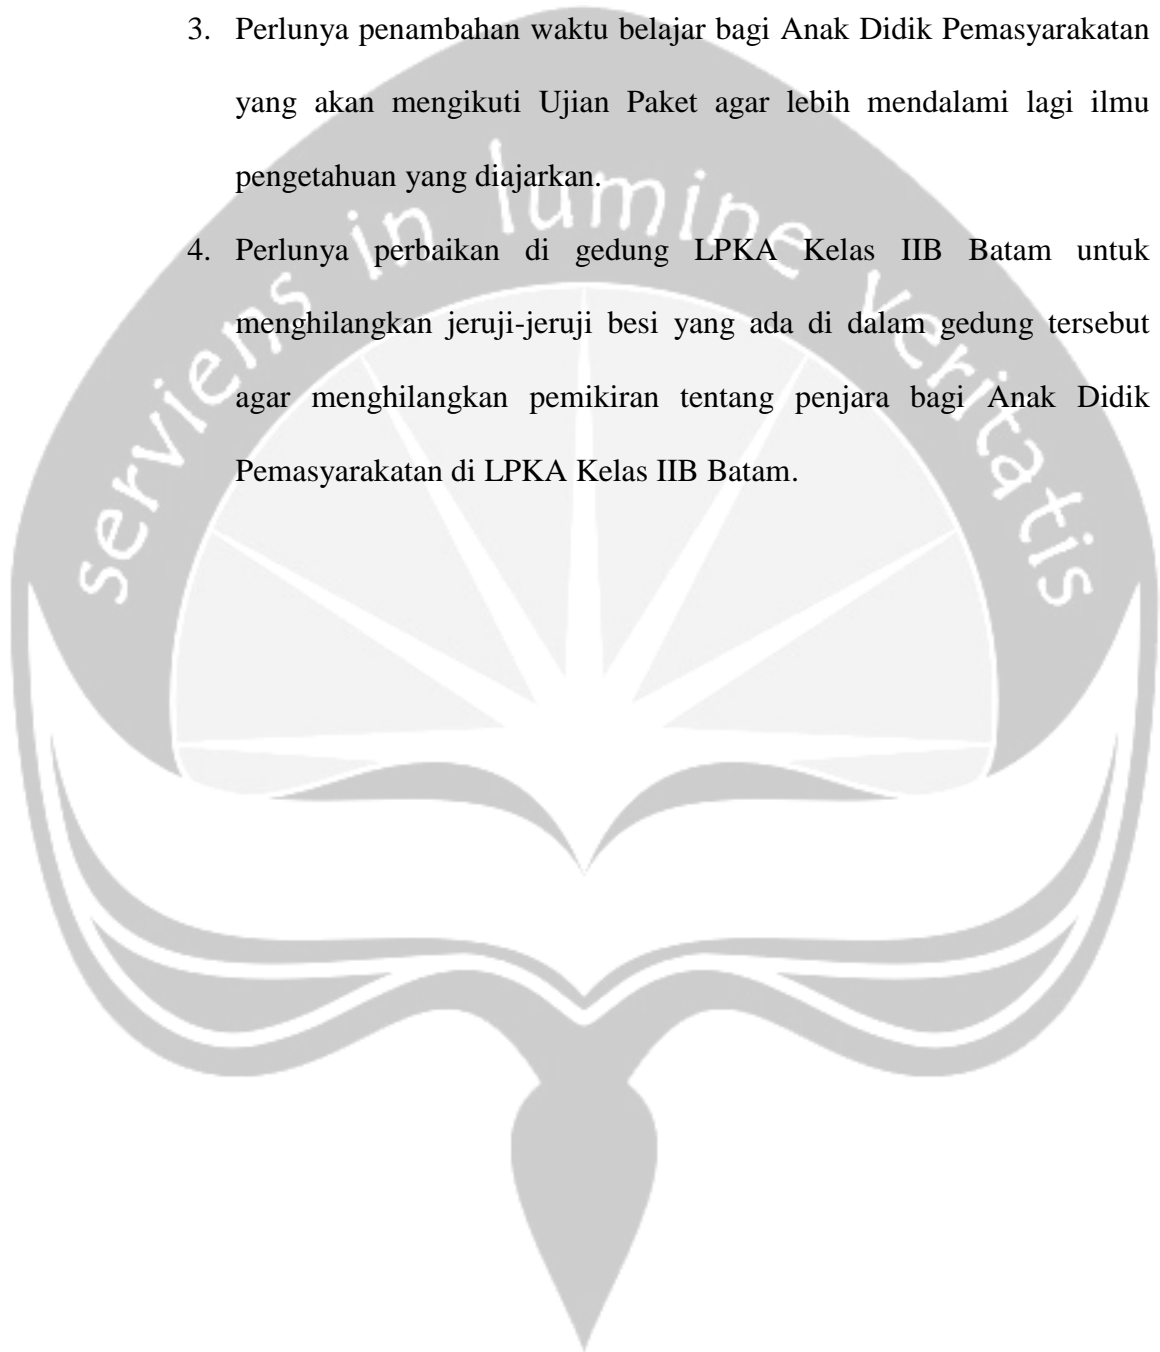 3. Perlunya penambahan waktu belajar bagi Anak Didik Pemasyarakatan
yang akan mengikuti Ujian Paket agar lebih mendalami lagi ilmu
pengetahuan yang diajarkan.
4. Perlunya perbaikan di gedung LPKA Kelas IIB Batam untuk
menghilangkan jeruji-jeruji besi yang ada di dalam gedung tersebut
agar menghilangkan pemikiran tentang penjara bagi Anak Didik
Pemasyarakatan di LPKA Kelas IIB Batam.
serviens in lumine veritatis